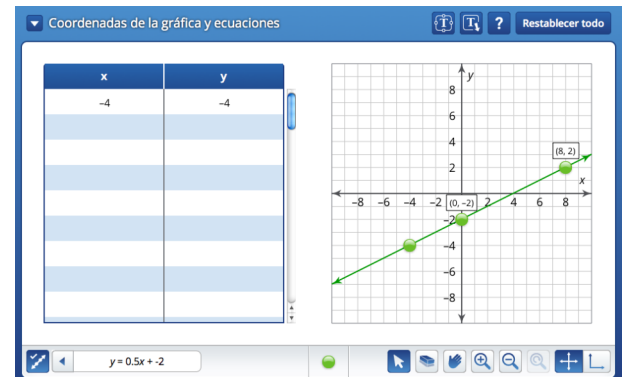 Coordenadas de la gráfica y ecuaciones T T ? Restablecer todo
x y
-4 -4
y
8
6
4
(8, 2)
2
x
-8 -6 -4 -2 (0, -2) 2 4 6 8
-2
-4
-6
-8
y = 0.5x + -2